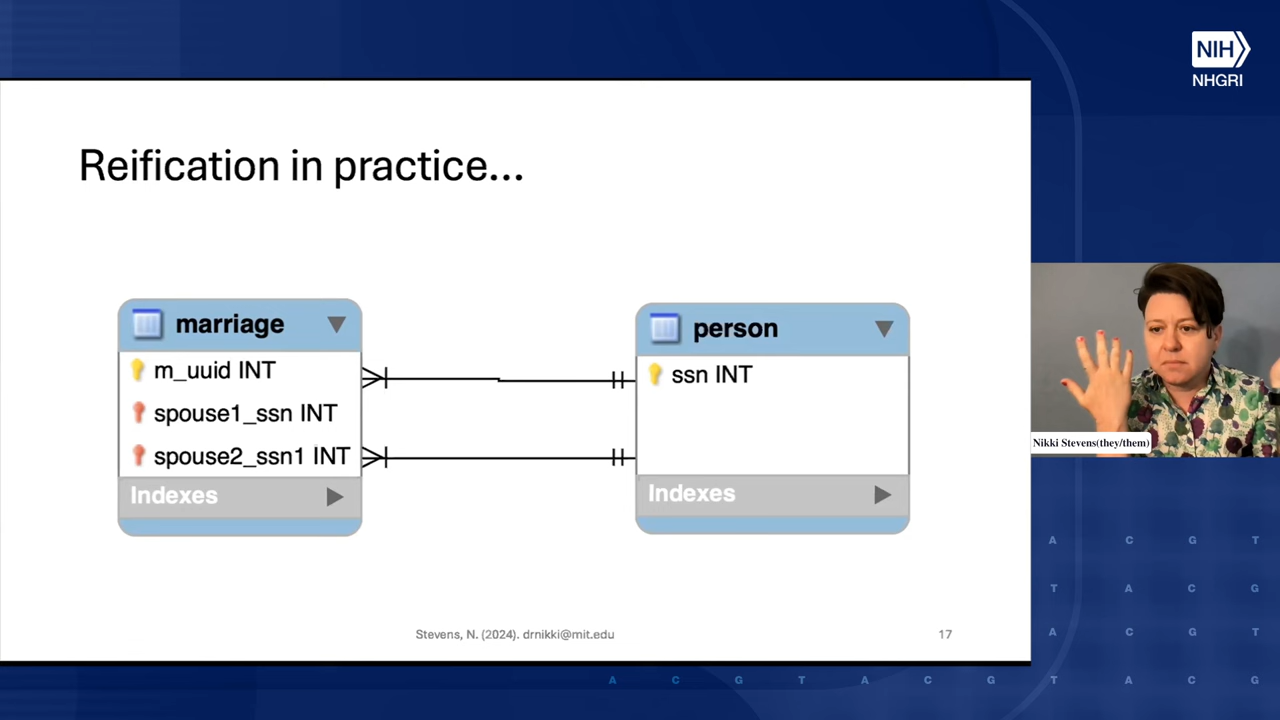 NIH
NHGRI
Reification in practice...
marriage
m_uuid INT
spouse1_ssn INT
spouse2_ssn1 INT
Indexes
person
ssn INT
Indexes
Nikki Stevens(they/them)
Stevens, N. (2024). drnikki@mit.edu
17
A C G T
T A C G
A C G T
A C G T A C G T A C G